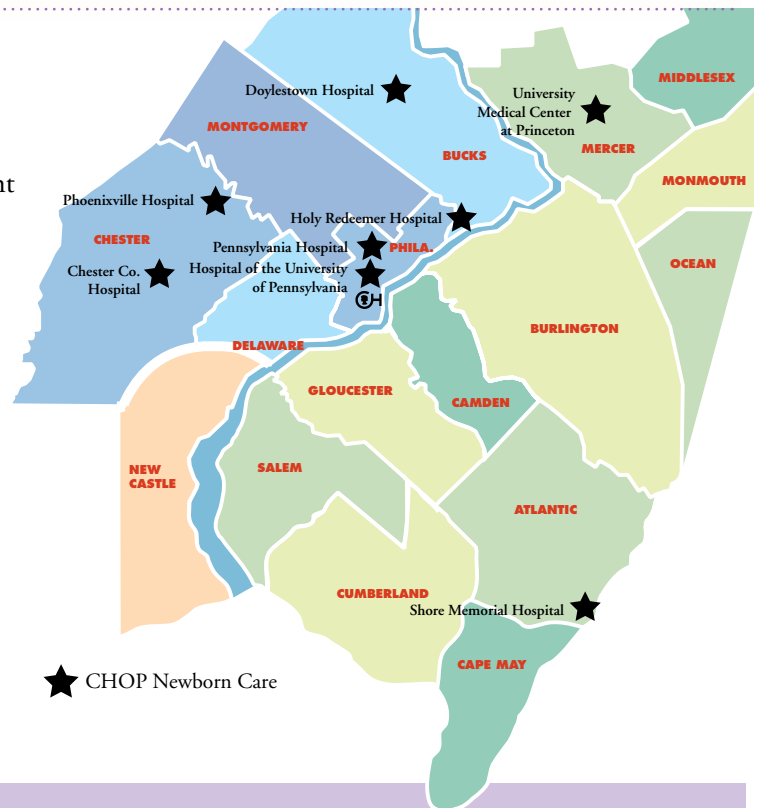 Doylestown Hospital
University
Medical Center
at Princeton
MIDDLESEX
MONTGOMERY
BUCKS
MERCER
nt
MONMOUTH
Phoenixville Hospital
Holy Redeemer Hospital
CHESTER
Pennsylvania Hospital
PHILA.
Chester Co.
Hospital
Hospital of the University
of Pennsylvania
CH
OCEAN
BURLINGTON
DELAWARE
GLOUCESTER
CAMDEN
NEW
CASTLE
SALEM
ATLANTIC
CUMBERLAND
Shore Memorial Hospital
CAPE MAY
CHOP Newborn Care